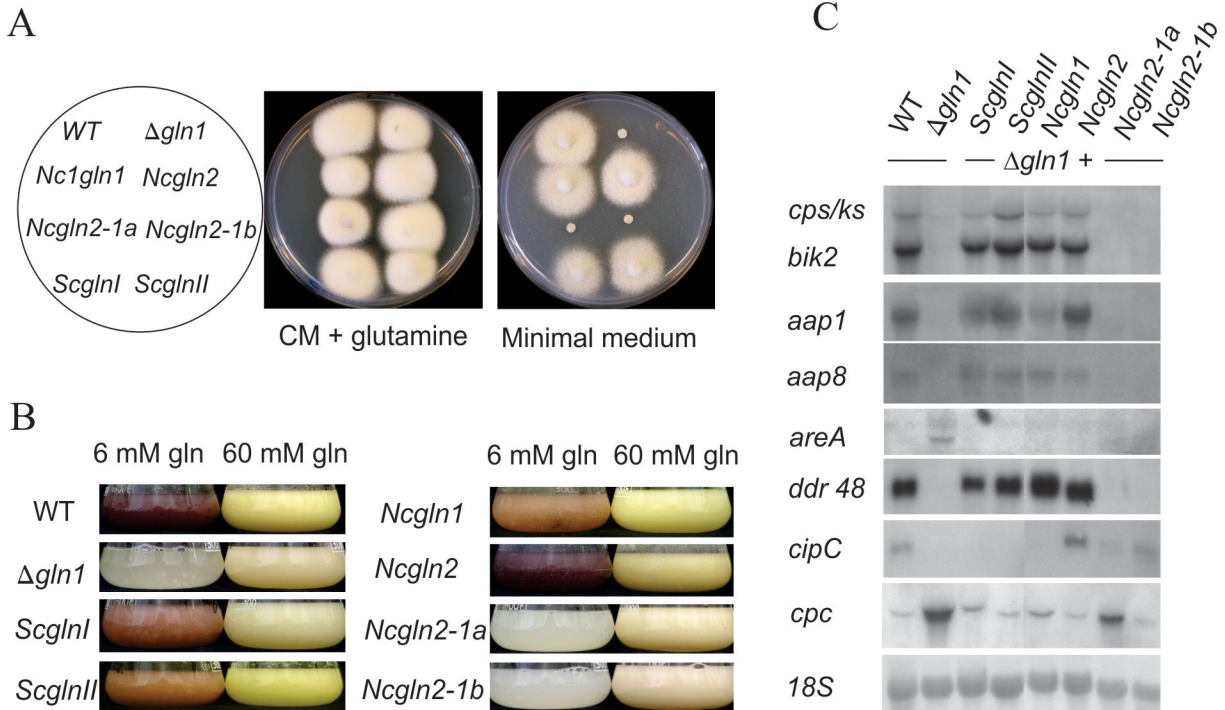 A
WT Δgln1
Nc1gln1 Ncgln2
Ncgln2-1a Ncgln2-1b
ScglnI ScglnII
CM + glutamine
Minimal medium
B
6 mM gln 60 mM gln
WT
Δgln1
ScglnI
ScglnII
6 mM gln 60 mM gln
Ncgln1
Ncgln2
Ncgln2-1a
Ncgln2-1b
C
WT Δgln1 ScglnI ScglnII Ncgln1 Ncgln2 Ncgln2-1a Ncgln2-1b
Δgln1 +
cps/ks
bik2
aap1
aap8
areA
ddr 48
cipC
cpc
18S